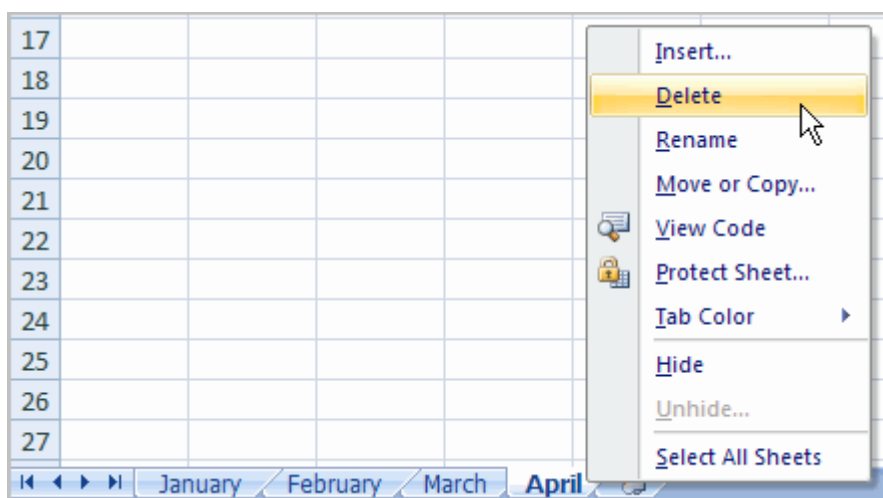 17
Insert...
18
Delete
19
Rename
20
Move or Copy...
21
View Code
22
Protect Sheet...
23
Tab Color
24
Hide
25
Unhide...
26
Select All Sheets
27
January February March April